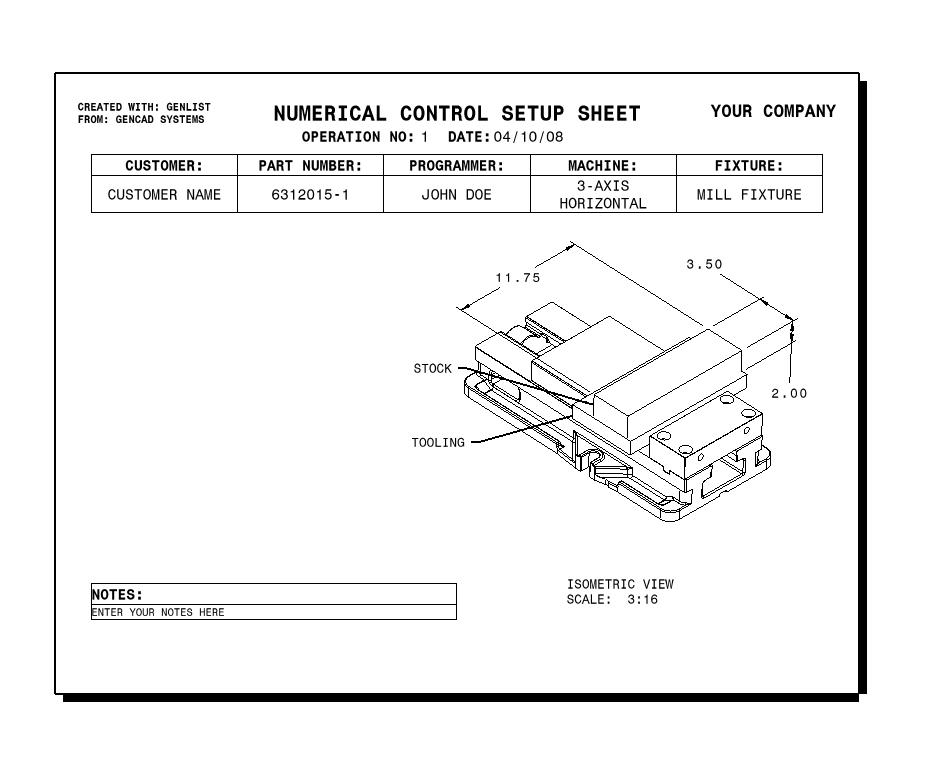 CREATED WITH: GENLIST
FROM: GENCAD SYSTEMS
NUMERICAL CONTROL SETUP SHEET
YOUR COMPANY
OPERATION NO: 1 DATE: 04/10/08
CUSTOMER: PART NUMBER: PROGRAMMER: MACHINE: FIXTURE:
CUSTOMER NAME 6312015-1 JOHN DOE 3-AXIS HORIZONTAL MILL FIXTURE
3.50
11.75
STOCK
2.00
TOOLING
ISOMETRIC VIEW
SCALE: 3:16
NOTES:
ENTER YOUR NOTES HERE